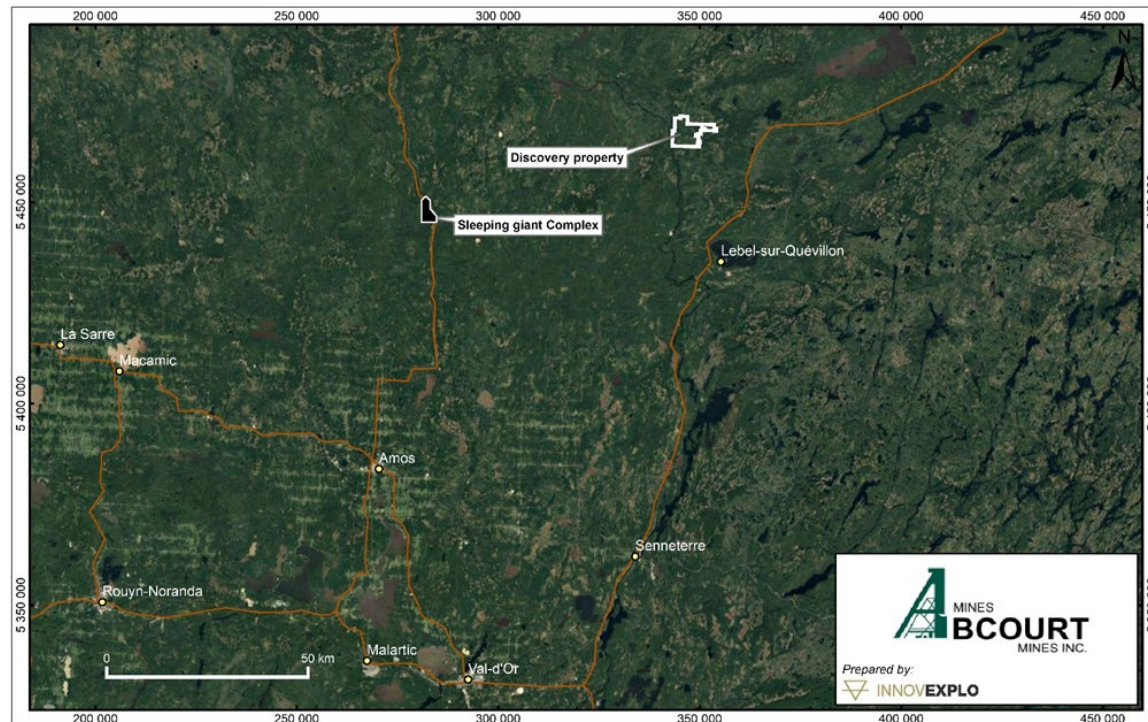 200 000 250 000 300 000 350 000 400 000 450 000
N
Discovery property
5 450 000
Sleeping giant Complex
Lebel-sur-Quévillon
La Sarre
Macamic
5 400 000
Amos
Senneterre
5 350 000
Rouyn-Noranda
Malartic
Val-d'Or
0 50 km
MINES
ABCOURT
MINES INC.
Prepared by:
INNOVEXPLO
200 000 250 000 300 000 350 000 400 000 450 000